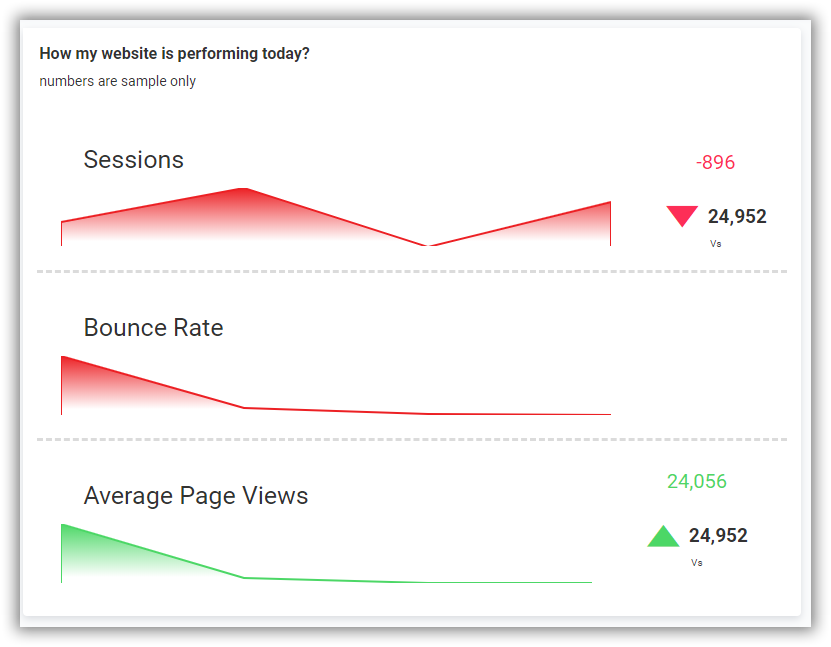 How my website is performing today?
numbers are sample only
Sessions
-896
24,952
Vs
Bounce Rate
Average Page Views
24,056
24,952
Vs